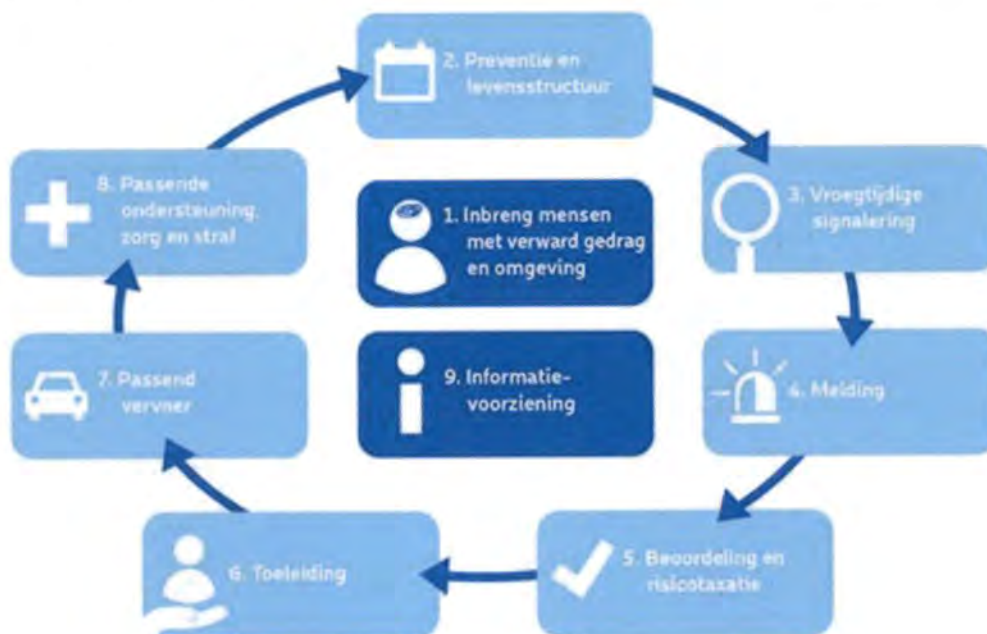 2. Preventie en
levensstructuur
8. Passende
ondersteuning,
zorg en straf
1. Inbreng mensen
met verward gedrag
en omgeving
3. Vroegtijdige
signalering
7. Passend
vervoer
9. Informatie-
voorziening
4. Melding
6. Toeleiding
5. Beoordeling en
risicotaxatie